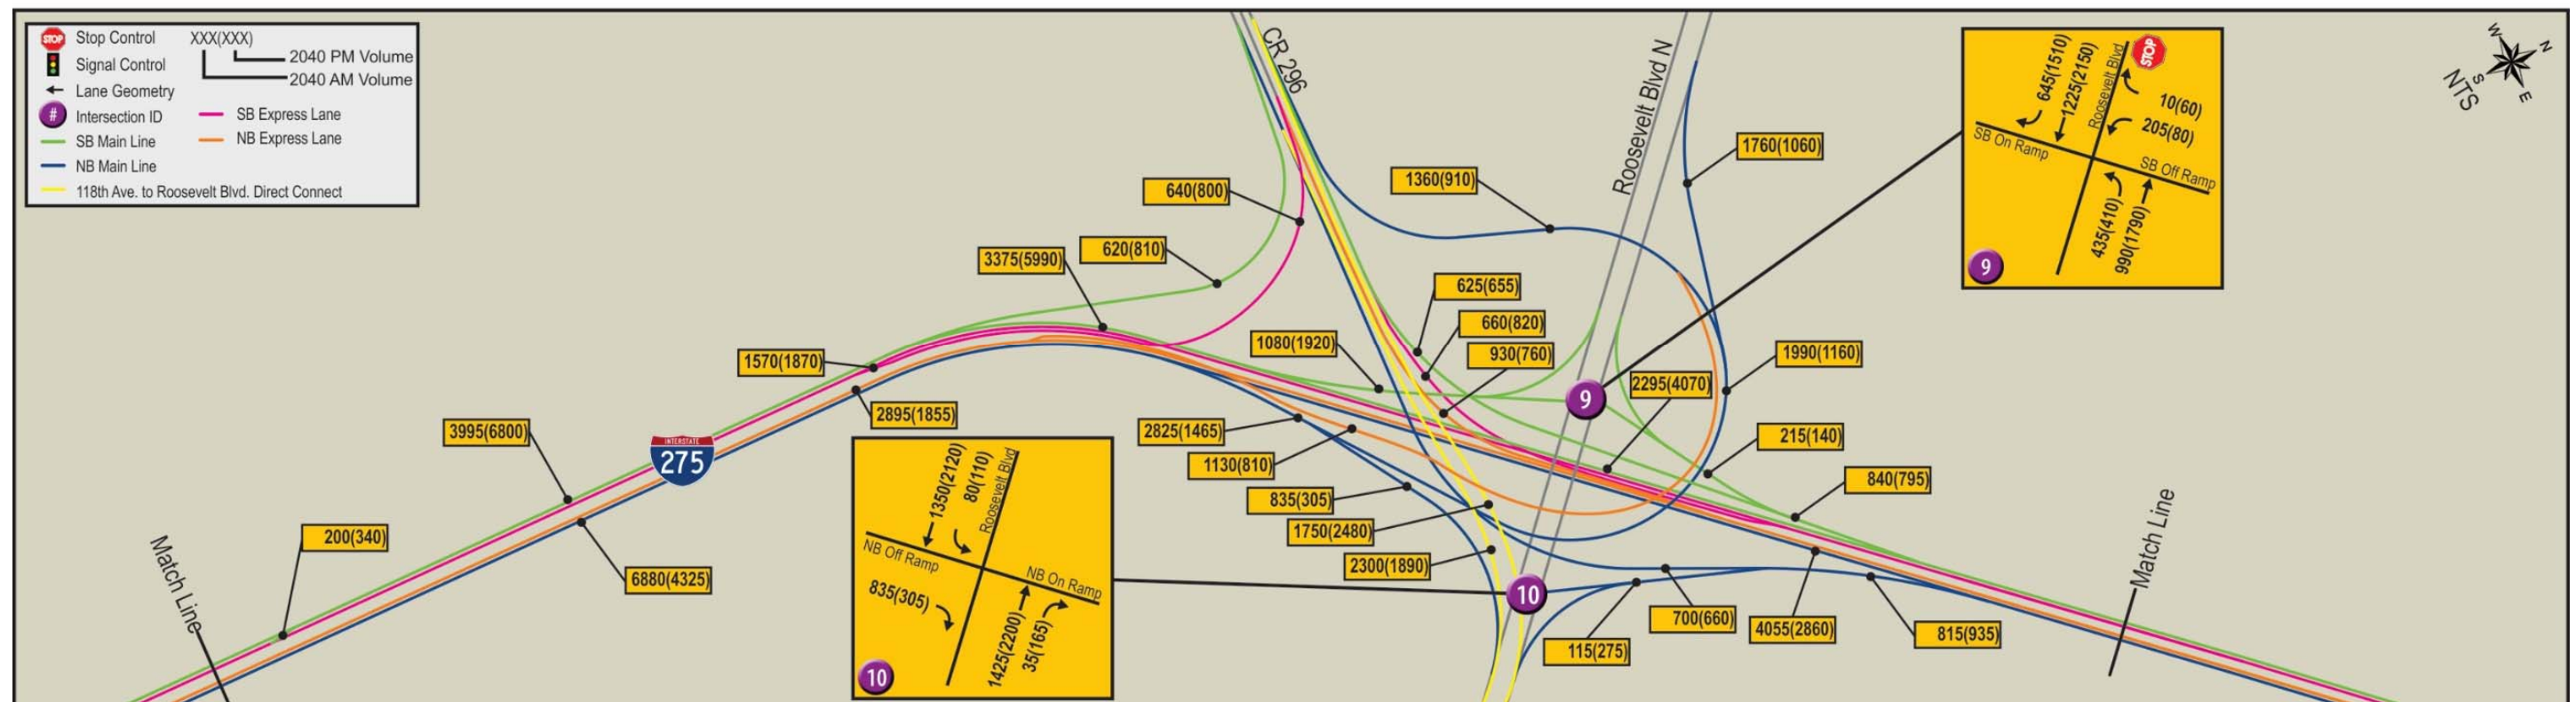 STOP
Stop Control
XXX(XXX)
2040 PM Volume
Signal Control
2040 AM Volume
Lane Geometry
#
Intersection ID
SB Express Lane
SB Main Line
NB Express Lane
NB Main Line
118th Ave. to Roosevelt Blvd. Direct Connect
CR 296
Roosevelt Blvd N
W
N
S
E
NTS
645(1510)
1225(2150)
Roosevelt Blvd
STOP
10(60)
205(80)
SB On Ramp
SB Off Ramp
435(410)
990(1790)
9
1760(1060)
1360(910)
640(800)
620(810)
3375(5990)
625(655)
660(820)
1080(1920)
930(760)
1990(1160)
1570(1870)
2295(4070)
9
2895(1855)
3995(6800)
INTERSTATE
275
2825(1465)
215(140)
1130(810)
840(795)
835(305)
1750(2480)
2300(1890)
200(340)
6880(4325)
Match Line
Match Line
1350(2120)
80(110)
Roosevelt Blvd
NB Off Ramp
NB On Ramp
835(305)
1425(2200)
35(165)
10
10
700(660)
4055(2860)
815(935)
115(275)